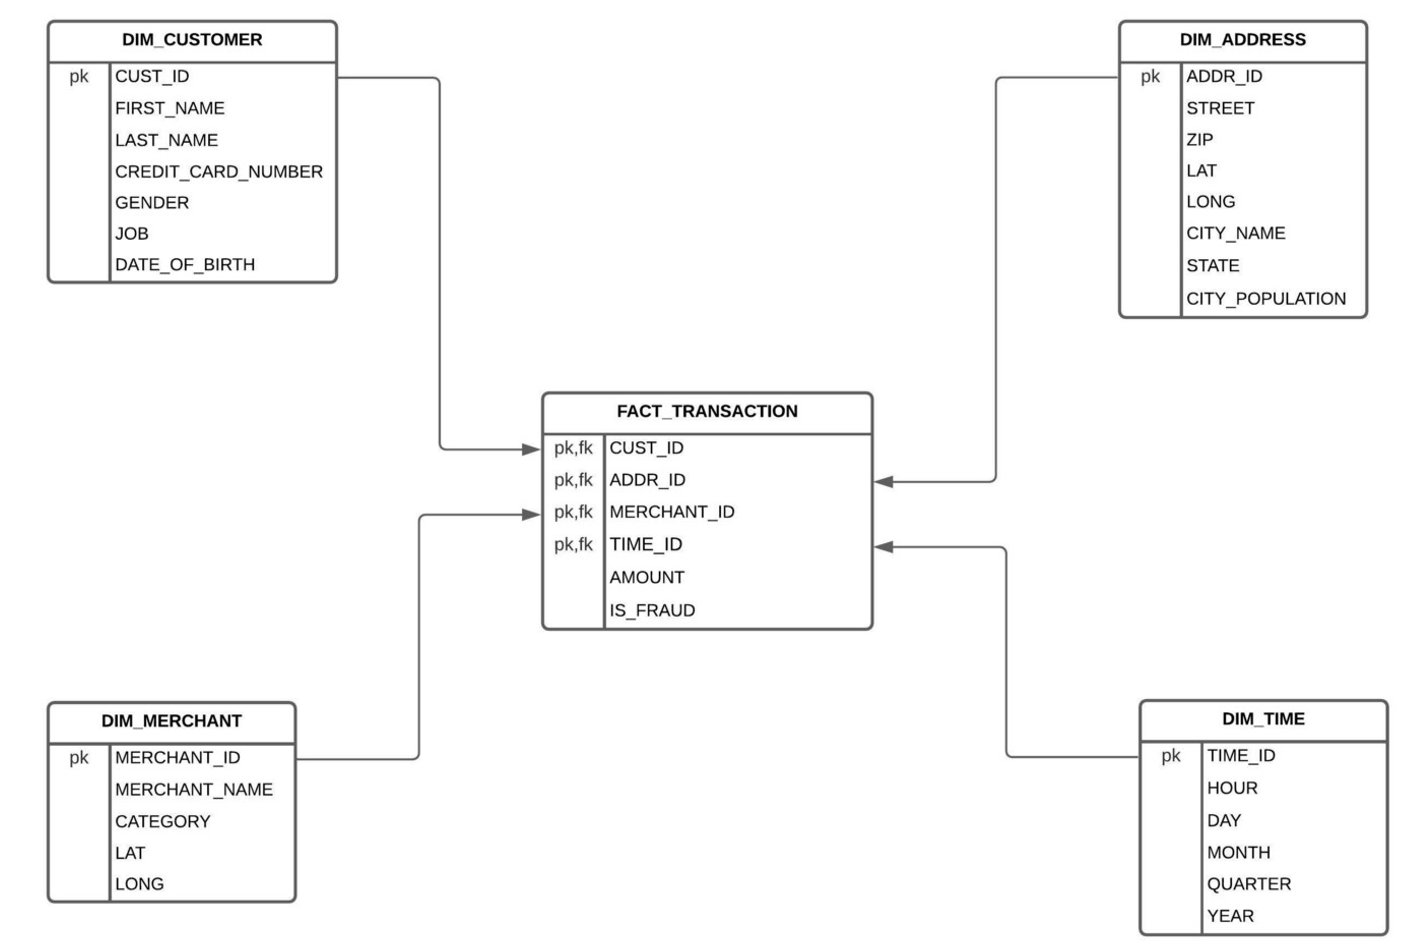 DIM_CUSTOMER
pk CUST_ID
FIRST_NAME
LAST_NAME
CREDIT_CARD_NUMBER
GENDER
JOB
DATE_OF_BIRTH
DIM_ADDRESS
pk ADDR_ID
STREET
ZIP
LAT
LONG
CITY_NAME
STATE
CITY_POPULATION
FACT_TRANSACTION
pk,fk CUST_ID
pk,fk ADDR_ID
pk,fk MERCHANT_ID
pk,fk TIME_ID
AMOUNT
IS_FRAUD
DIM_MERCHANT
pk MERCHANT_ID
MERCHANT_NAME
CATEGORY
LAT
LONG
DIM_TIME
pk TIME_ID
HOUR
DAY
MONTH
QUARTER
YEAR